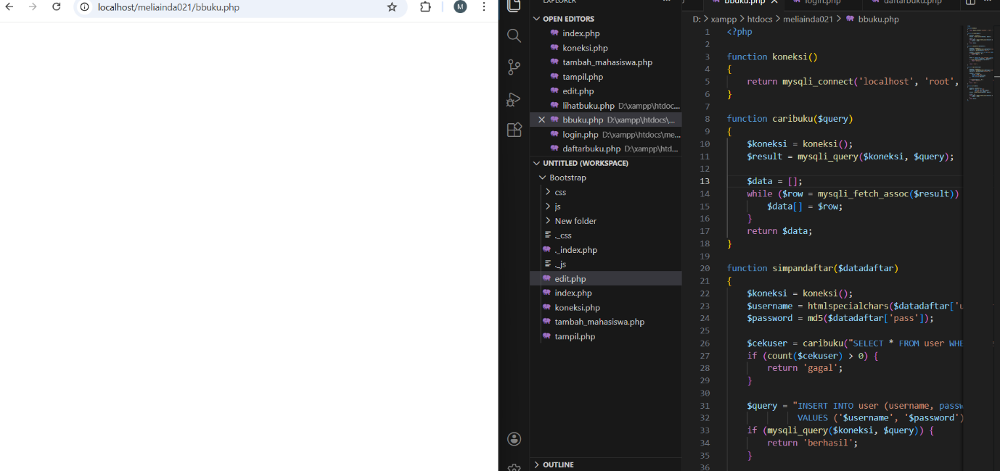 localhost/meliainda021/bbuku.php
M
OPEN EDITORS
index.php
koneksi.php
tambah_mahasiswa.php
tampil.php
edit.php
lihatbuku.php D:\xampp\htdoc...
bbuku.php D:\xampp\htdocs\...
login.php D:\xampp\htdocs\me...
daftarbuku.php D:\xampp\htd...
UNTITLED (WORKSPACE)
Bootstrap
css
js
New folder
._css
._index.php
._js
edit.php
index.php
koneksi.php
tambah_mahasiswa.php
tampil.php
OUTLINE
bbuku.php
login.php
daftarbuku.php
D: > xampp > htdocs > meliainda021 > bbuku.php
1 <?php
2
3 function koneksi()
4 {
5 return mysqli_connect('localhost', 'root',
6 }
7
8 function caribuku($query)
9 {
10 $koneksi = koneksi();
11 $result = mysqli_query($koneksi, $query);
12
13 $data = [];
14 while ($row = mysqli_fetch_assoc($result))
15 $data[] = $row;
16 }
17 return $data;
18 }
19
20 function simpandaftar($datadaftar)
21 {
22 $koneksi = koneksi();
23 $username = htmlspecialchars($datadaftar['u
24 $password = md5($datadaftar['pass']);
25
26 $cekuser = caribuku("SELECT * FROM user WHE
27 if (count($cekuser) > 0) {
28 return 'gagal';
29 }
30
31 $query = "INSERT INTO user (username, passw
32 VALUES ('$username', '$password')
33 if (mysqli_query($koneksi, $query)) {
34 return 'berhasil';
35 }
36